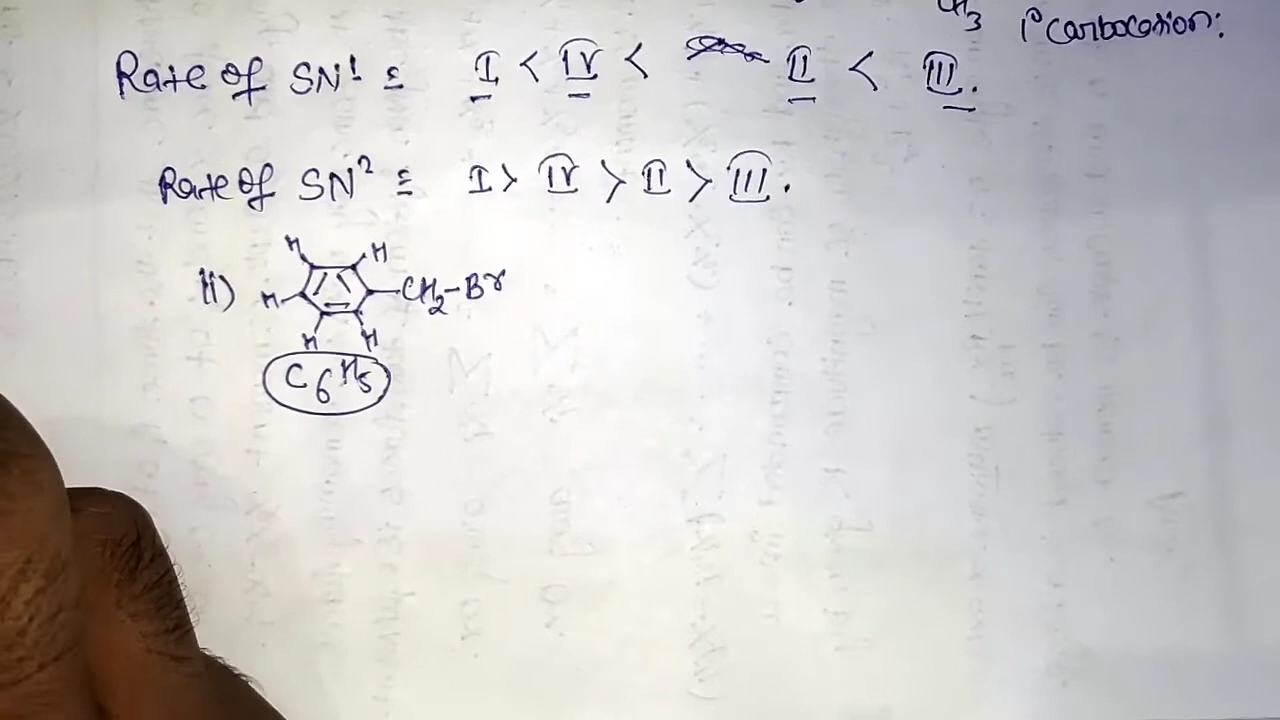 CH3 1° carbocation:
Rate of SN1 : I < IV < II < III.
Rate of SN2 : I > IV > II > III.
H H
ii) H CH2-Br
H H
C6H5